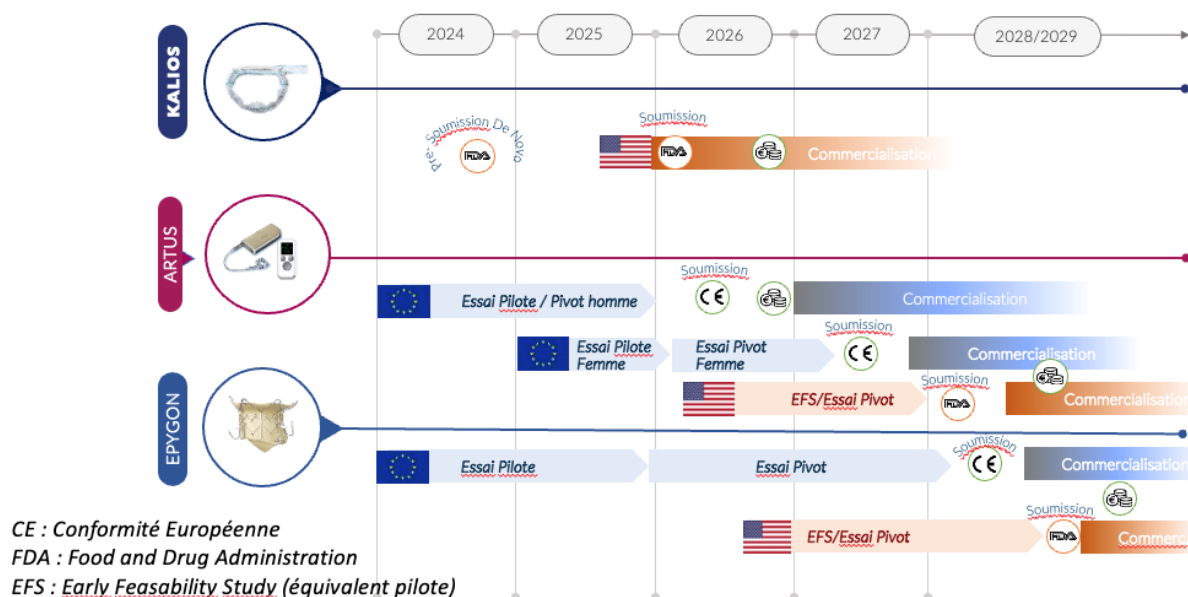 2024
2025
2026
2027
2028/2029
KALIOS
Pre-Soumission De Novo
FDA
Soumission
FDA
Commercialisation
ARTUS
Soumission
Essai Pilote / Pivot homme
CE
Commercialisation
Soumission
Essai Pilote
Femme
Essai Pivot
Femme
CE
Commercialisation
Soumission
EFS/Essai Pivot
FDA
Commercialisation
EPYGON
Soumission
Essai Pilote
Essai Pivot
CE
Commercialisation
Soumission
EFS/Essai Pivot
FDA
Commerc
CE : Conformité Européenne
FDA : Food and Drug Administration
EFS : Early Feasability Study (équivalent pilote)